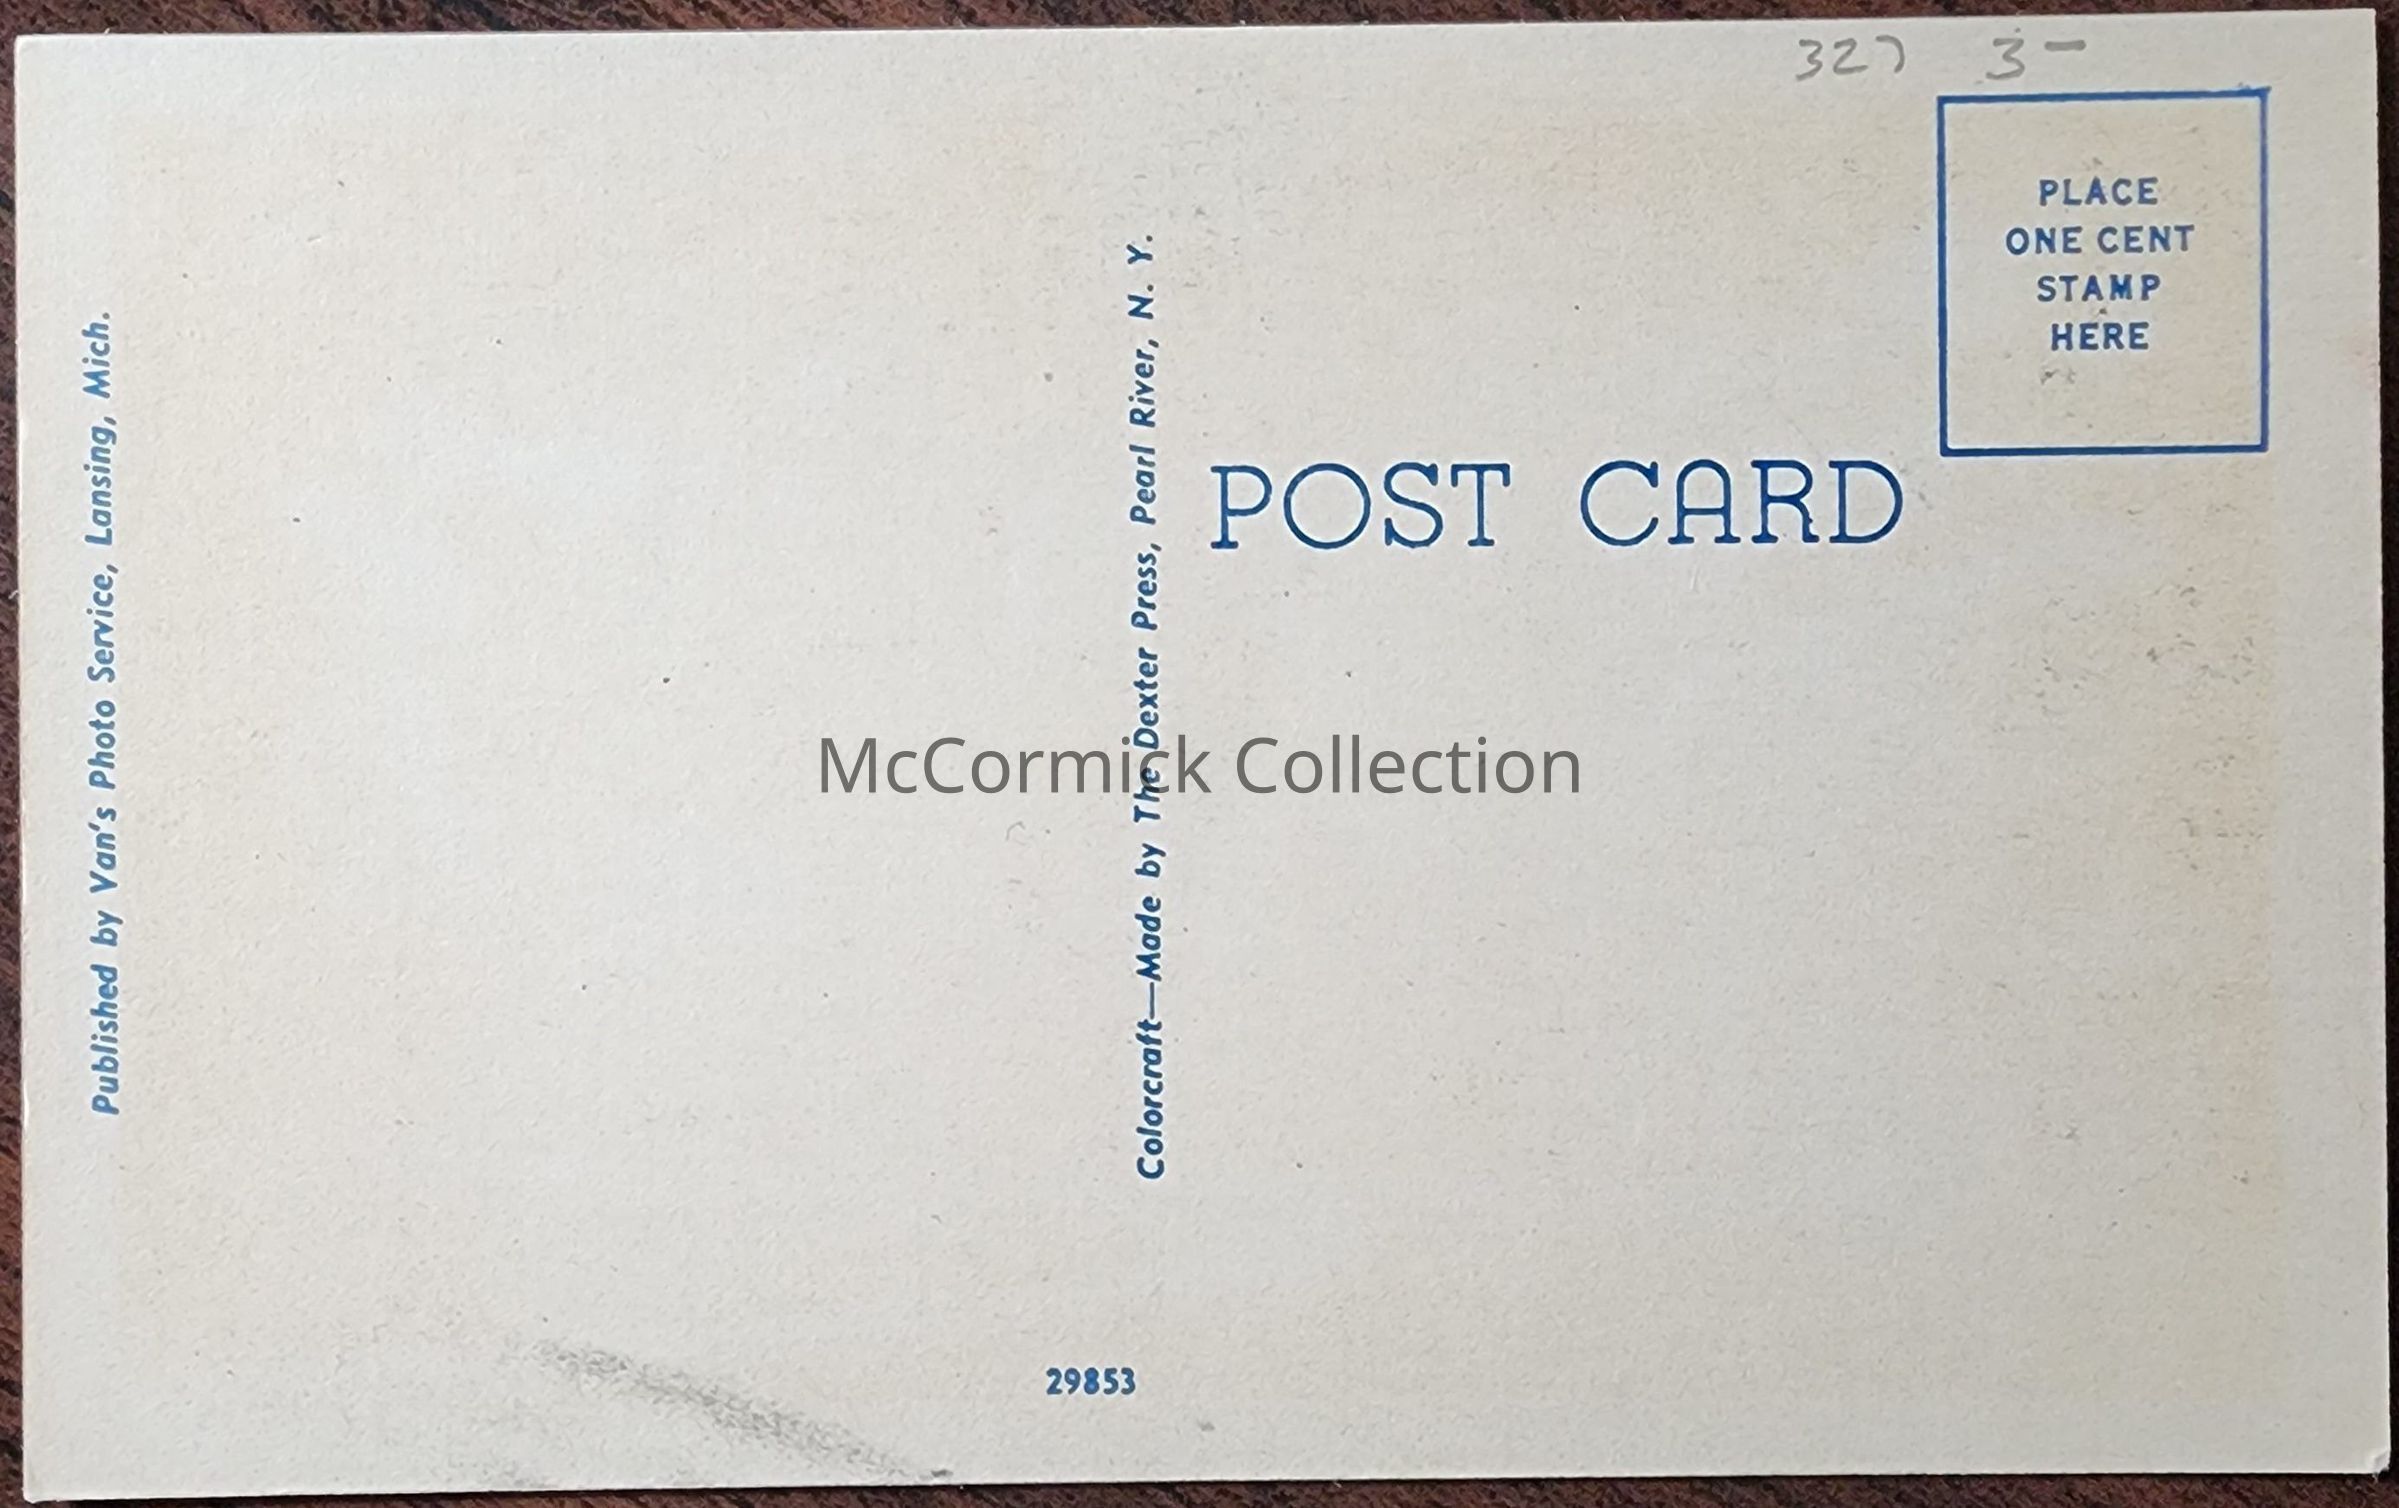 327 3-
PLACE
ONE CENT
STAMP
HERE
POST CARD
Published by Van's Photo Service, Lansing, Mich.
Colorcraft—Made by The Dexter Press, Pearl River, N. Y.
McCormick Collection
29853